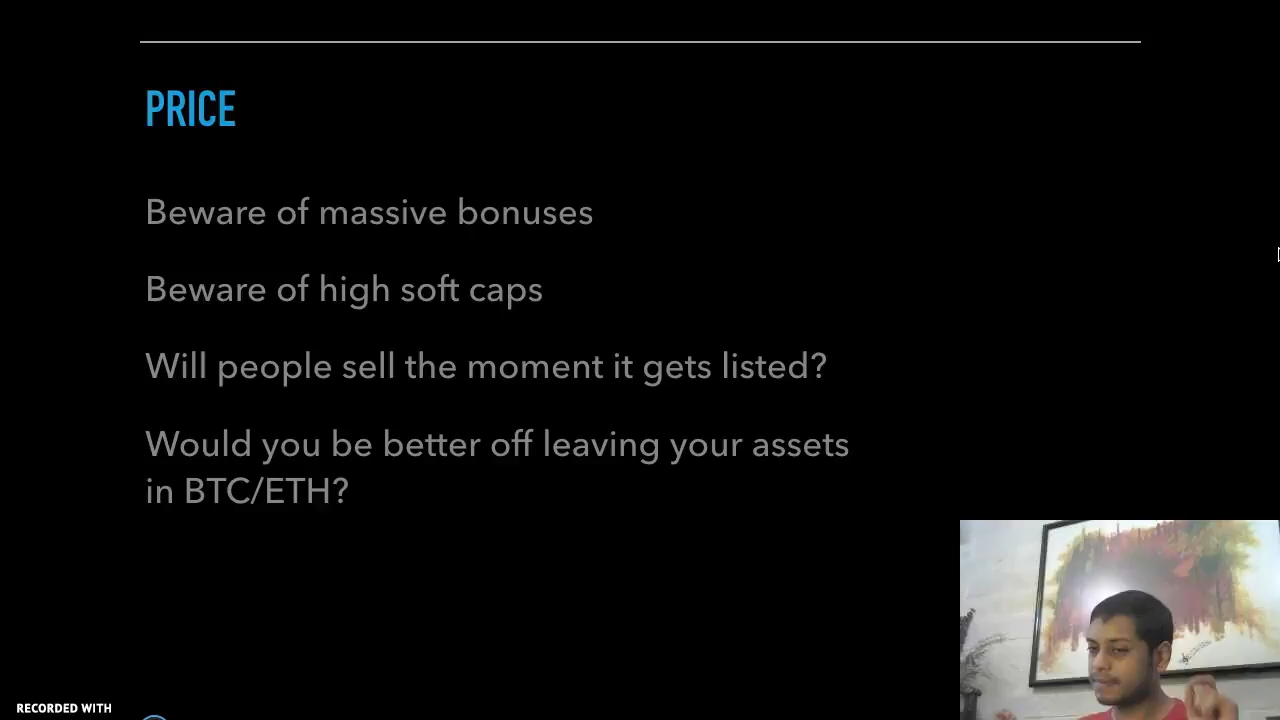 PRICE
Beware of massive bonuses
Beware of high soft caps
Will people sell the moment it gets listed?
Would you be better off leaving your assets
in BTC/ETH?
RECORDED WITH